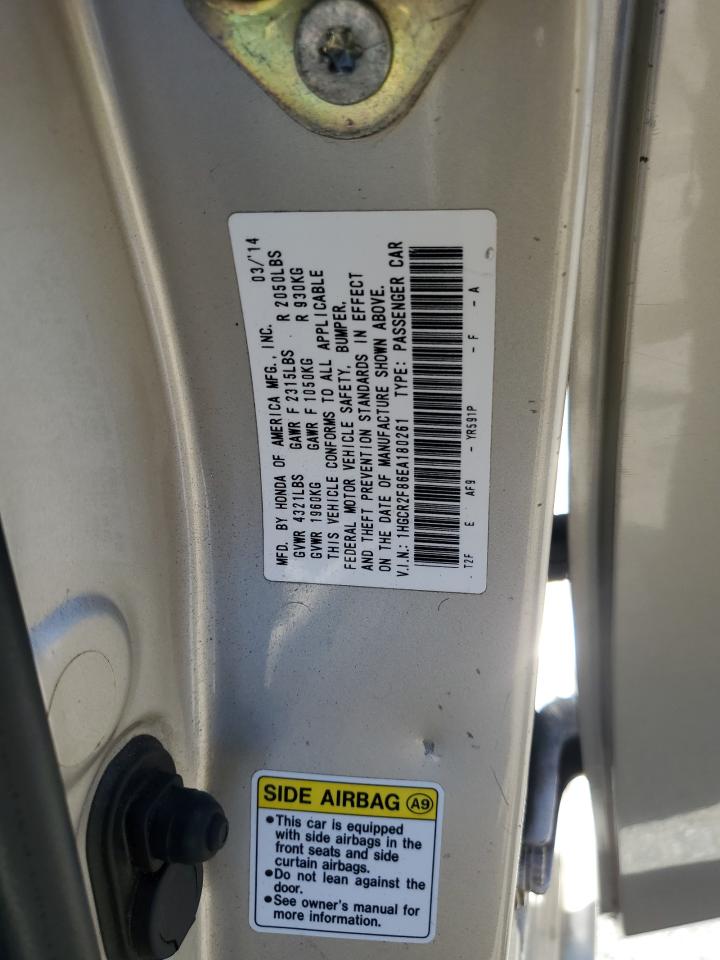 MFD. BY HONDA OF AMERICA MFG., INC. 03/'14
GVWR 4321LBS GAWR F 2315LBS R 2050LBS
GVWR 1960KG GAWR F 1050KG R 930KG
THIS VEHICLE CONFORMS TO ALL APPLICABLE
FEDERAL MOTOR VEHICLE SAFETY, BUMPER,
AND THEFT PREVENTION STANDARDS IN EFFECT
ON THE DATE OF MANUFACTURE SHOWN ABOVE.
V.I.N.: 1HGCR2F86EA180261 TYPE: PASSENGER CAR
T2F E AF9 - YR591P - F - A
SIDE AIRBAG A9
•This car is equipped
with side airbags in the
front seats and side
curtain airbags.
•Do not lean against the
door.
•See owner's manual for
more information.